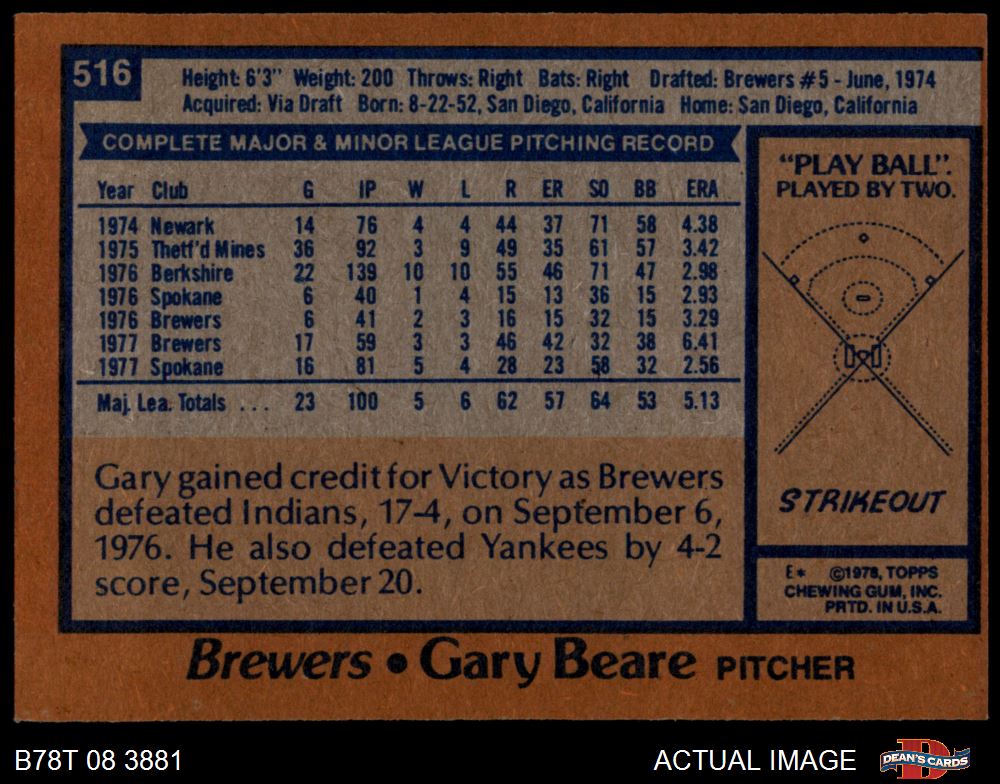 516
Height: 6'3" Weight: 200 Throws: Right Bats: Right Drafted: Brewers #5 - June, 1974
Acquired: Via Draft Born: 8-22-52, San Diego, California Home: San Diego, California
COMPLETE MAJOR & MINOR LEAGUE PITCHING RECORD
Year Club G IP W L R ER SO BB ERA
1974 Newark 14 76 4 4 44 37 71 58 4.38
1975 Thetf'd Mines 36 92 3 9 49 35 61 57 3.42
1976 Berkshire 22 139 10 10 55 46 71 47 2.98
1976 Spokane 6 40 1 4 15 13 36 15 2.93
1976 Brewers 6 41 2 3 16 15 32 15 3.29
1977 Brewers 17 59 3 3 46 42 32 38 6.41
1977 Spokane 16 81 5 4 28 23 58 32 2.56
Maj. Lea. Totals ... 23 100 5 6 62 57 64 53 5.13
Gary gained credit for Victory as Brewers
defeated Indians, 17-4, on September 6,
1976. He also defeated Yankees by 4-2
score, September 20.
"PLAY BALL".
PLAYED BY TWO.
STRIKEOUT
E* ©1978, TOPPS
CHEWING GUM, INC.
PRTD. IN U.S.A.
Brewers • Gary Beare PITCHER
B78T 08 3881
ACTUAL IMAGE
D
DEAN'S CARDS